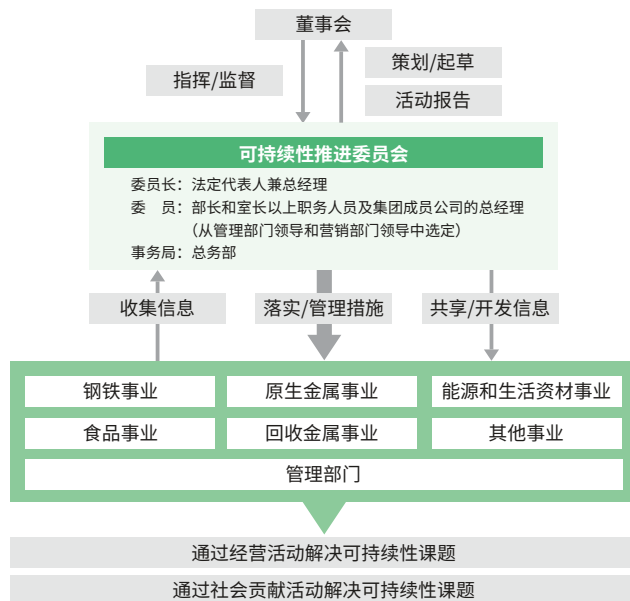 董事会
指挥/监督
策划/起草
活动报告
可持续性推进委员会
委员长：法定代表人兼总经理
委　员：部长和室长以上职务人员及集团成员公司的总经理
（从管理部门领导和营销部门领导中选定）
事务局：总务部
收集信息
落实/管理措施
共享/开发信息
钢铁事业
原生金属事业
能源和生活资材事业
食品事业
回收金属事业
其他事业
管理部门
通过经营活动解决可持续性课题
通过社会贡献活动解决可持续性课题